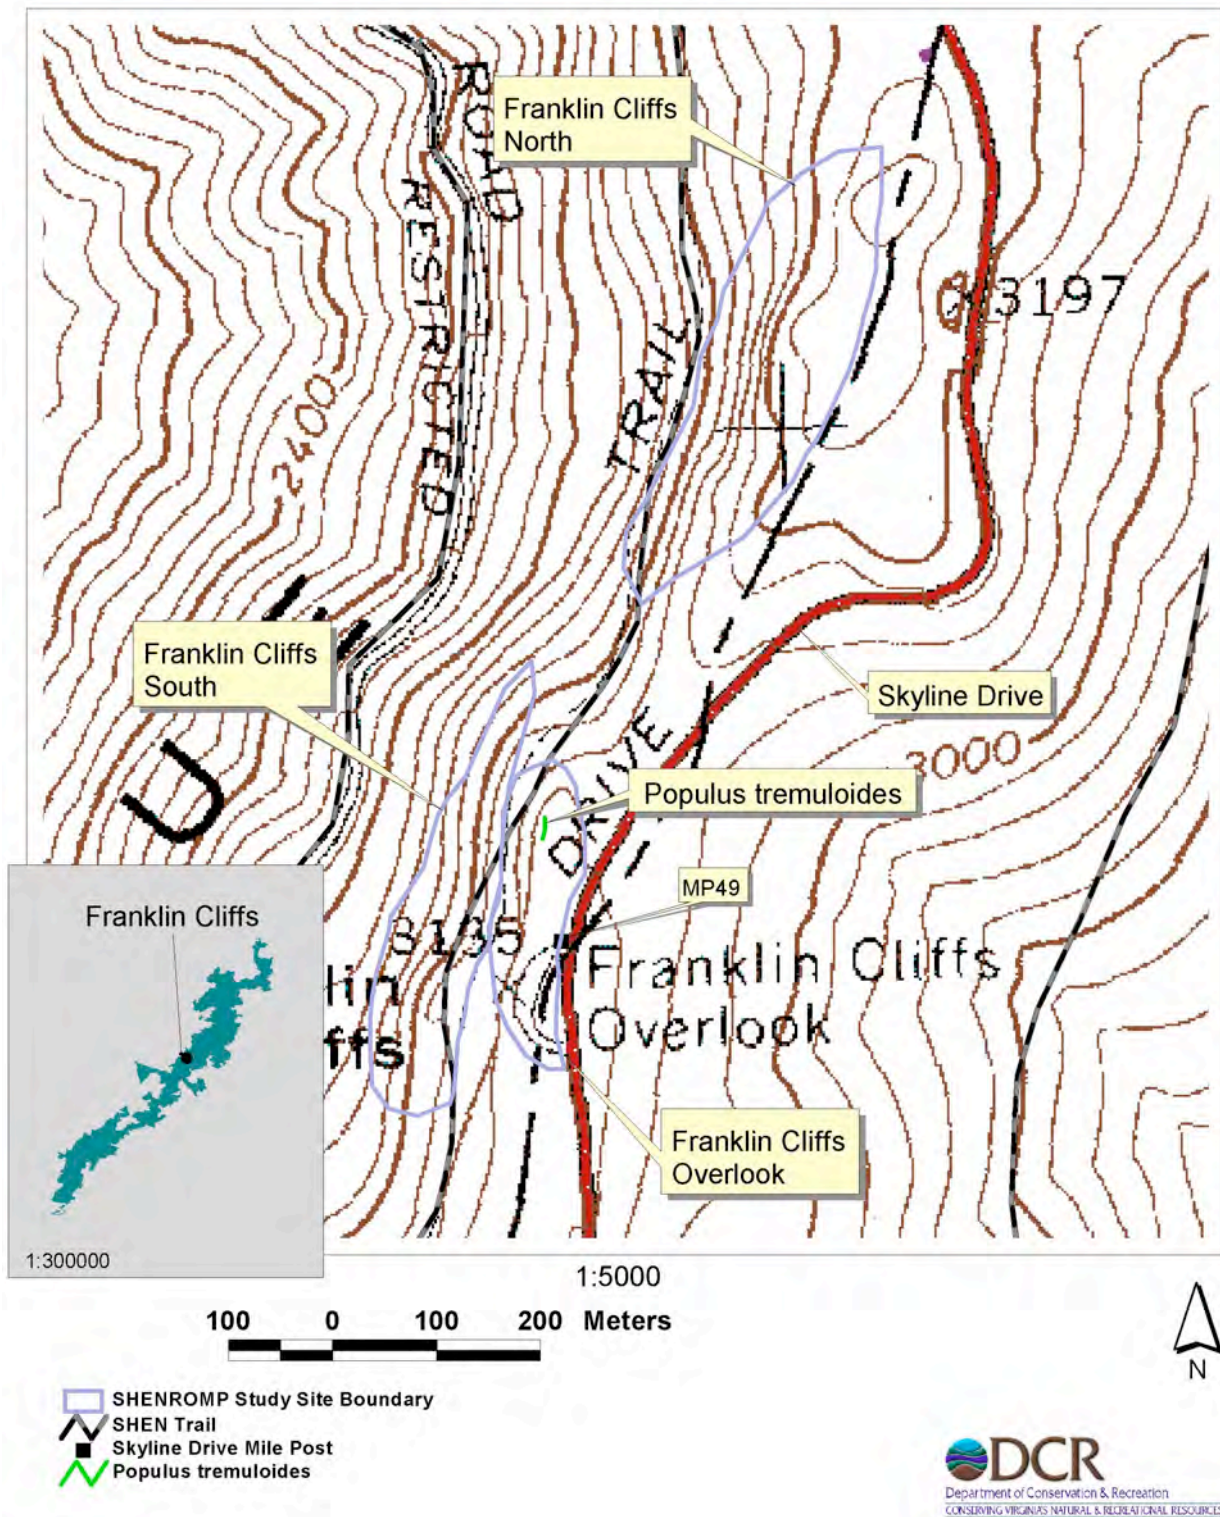 ROAD
RESTRICTED
Franklin Cliffs
North
3197
TRAIL
2400
Franklin Cliffs
South
Skyline Drive
DRIVE
3000
Populus tremuloides
MP49
U
3135
Franklin Cliffs
Overlook
lin
ffs
Franklin Cliffs
1:300000
Franklin Cliffs
Overlook
1:5000
100 0 100 200 Meters
N
SHENROMP Study Site Boundary
SHEN Trail
Skyline Drive Mile Post
Populus tremuloides
DCR
Department of Conservation & Recreation
CONSERVING VIRGINIA'S NATURAL & RECREATIONAL RESOURCES